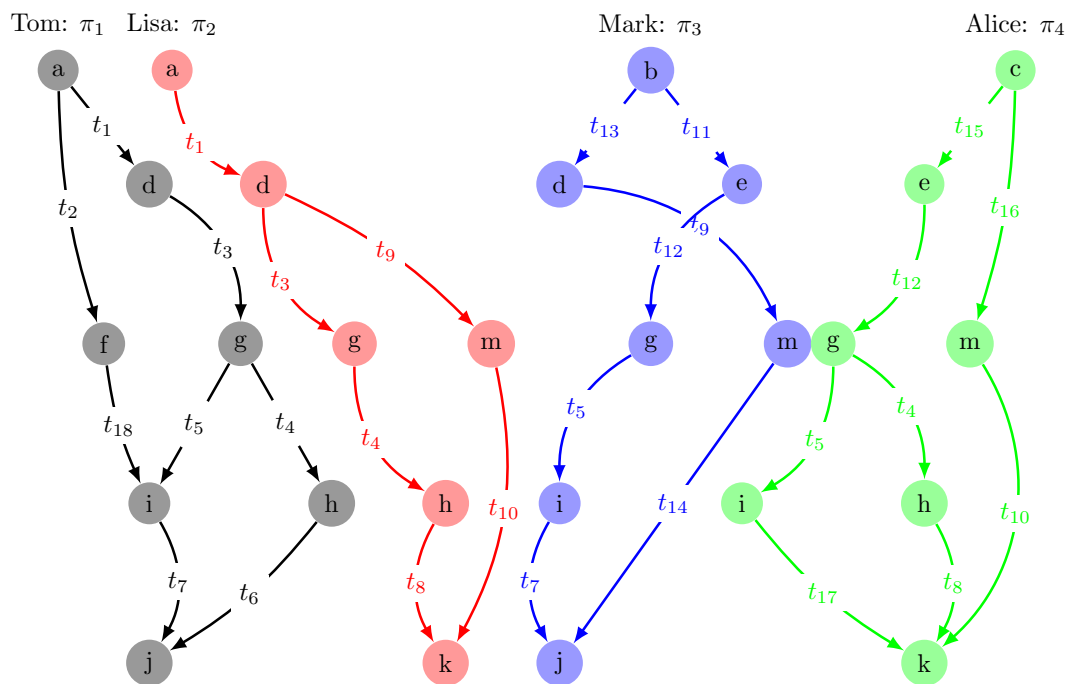 Tom: π₁ Lisa: π₂ Mark: π₃ Alice: π₄
a a b c
t₁ t₁ t₁₃ t₁₁ t₁₅
d d d e e
t₂ t₃ t₃ t₉ t₁₂ t₉ t₁₂ t₁₆
f g g m g m g m
t₁₈ t₅ t₄ t₄ t₅ t₅ t₄
i h h i i h
t₇ t₆ t₈ t₁₀ t₇ t₁₄ t₁₇ t₈ t₁₀
j k j k